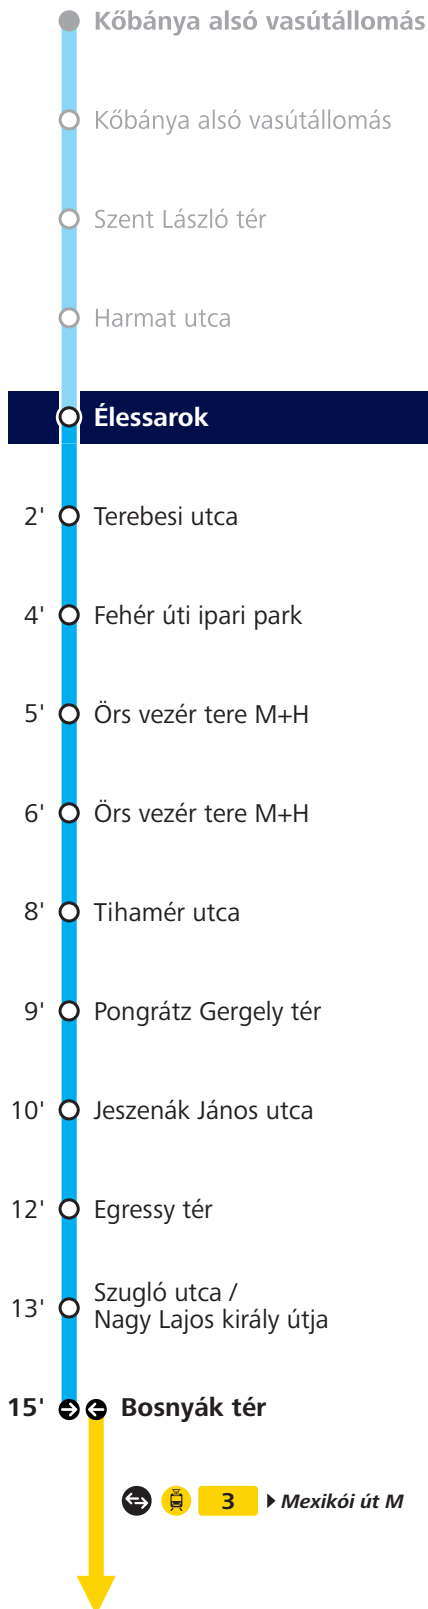 Kőbánya alsó vasútállomás
Kőbánya alsó vasútállomás
Szent László tér
Harmat utca
Élessarok
2' Terebesi utca
4' Fehér úti ipari park
5' Örs vezér tere M+H
6' Örs vezér tere M+H
8' Tihamér utca
9' Pongrátz Gergely tér
10' Jeszenák János utca
12' Egressy tér
13' Szugló utca /
Nagy Lajos király útja
15' Bosnyák tér
3 Mexikói út M